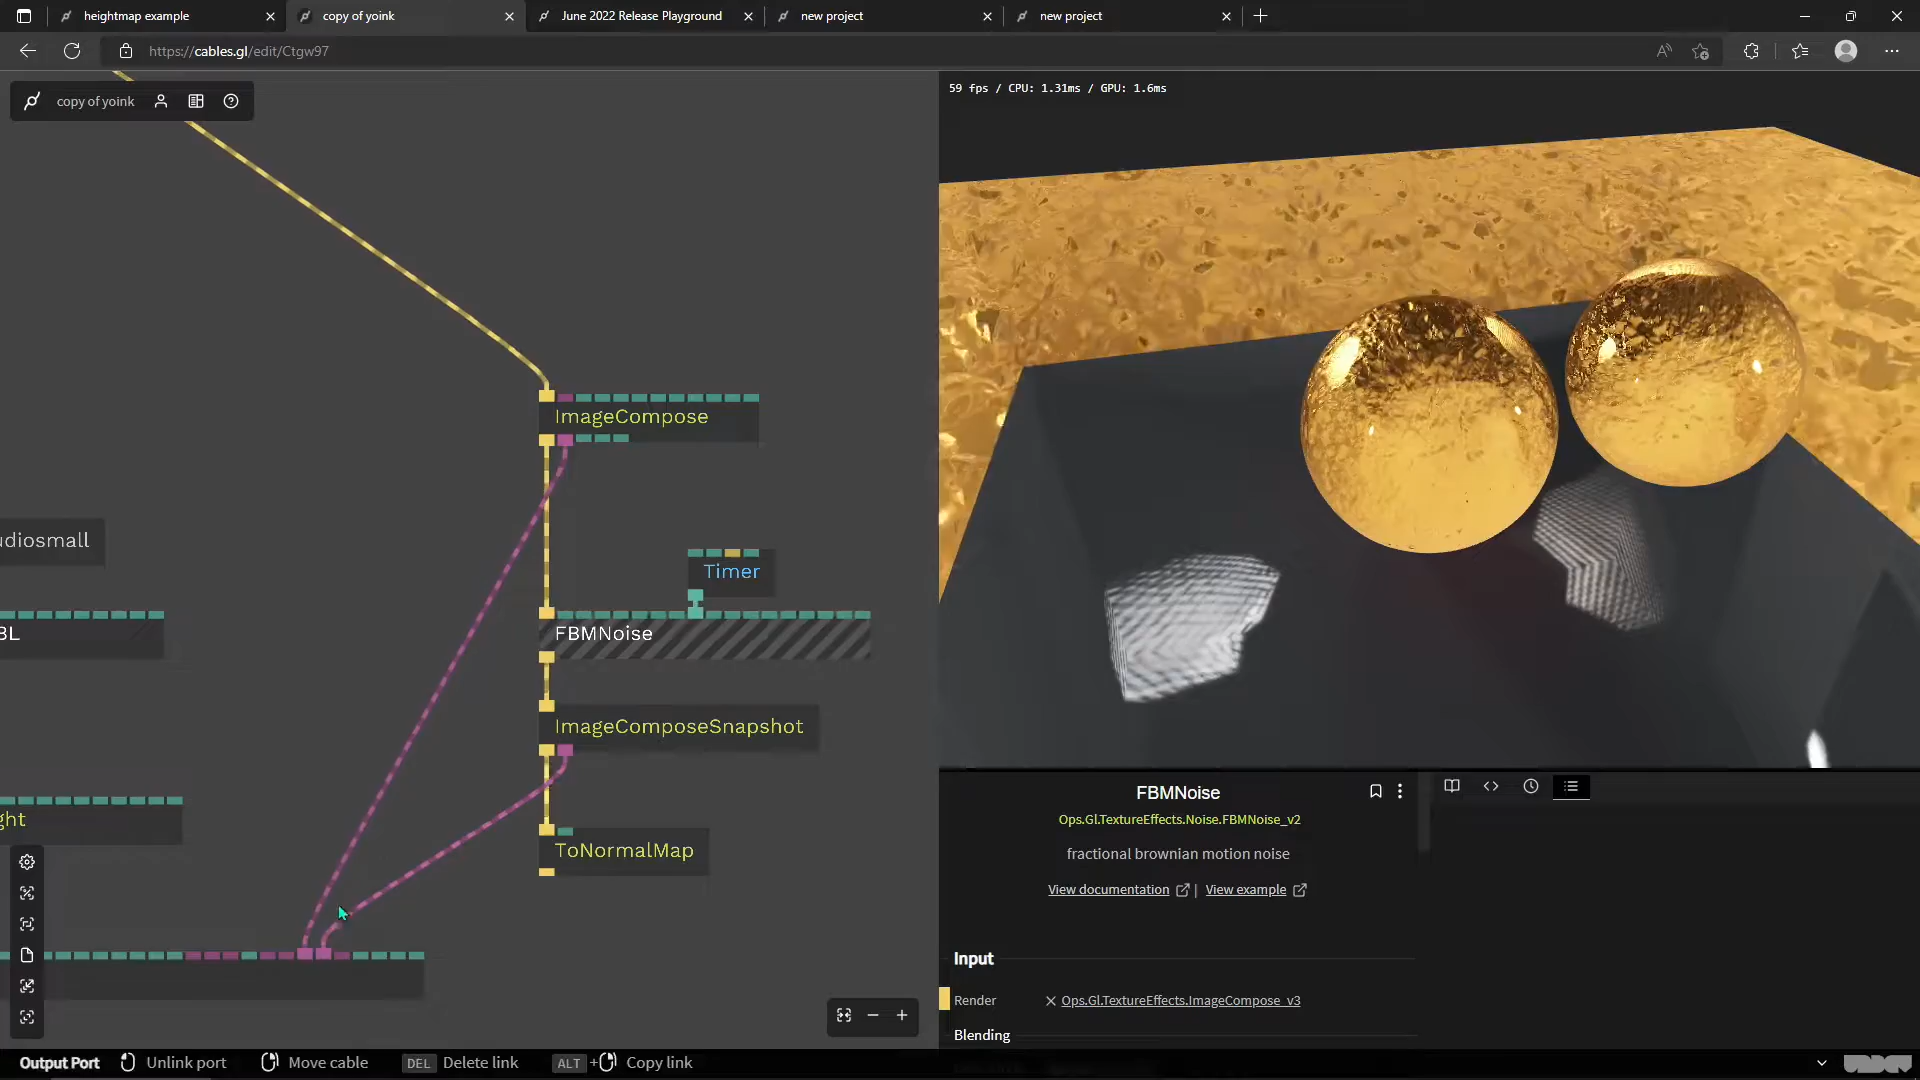 heightmap example
copy of yoink
June 2022 Release Playground
new project
new project
https://cables.gl/edit/Ctgw97
copy of yoink
59 fps / CPU: 1.31ms / GPU: 1.6ms
ImageCompose
udiosmall
Timer
BL
FBMNoise
ImageComposeSnapshot
ght
ToNormalMap
FBMNoise
Ops.Gl.TextureEffects.Noise.FBMNoise_v2
fractional brownian motion noise
View documentation | View example
Input
Render Ops.Gl.TextureEffects.ImageCompose_v3
Blending
Output Port Unlink port Move cable DEL Delete link ALT + Copy link